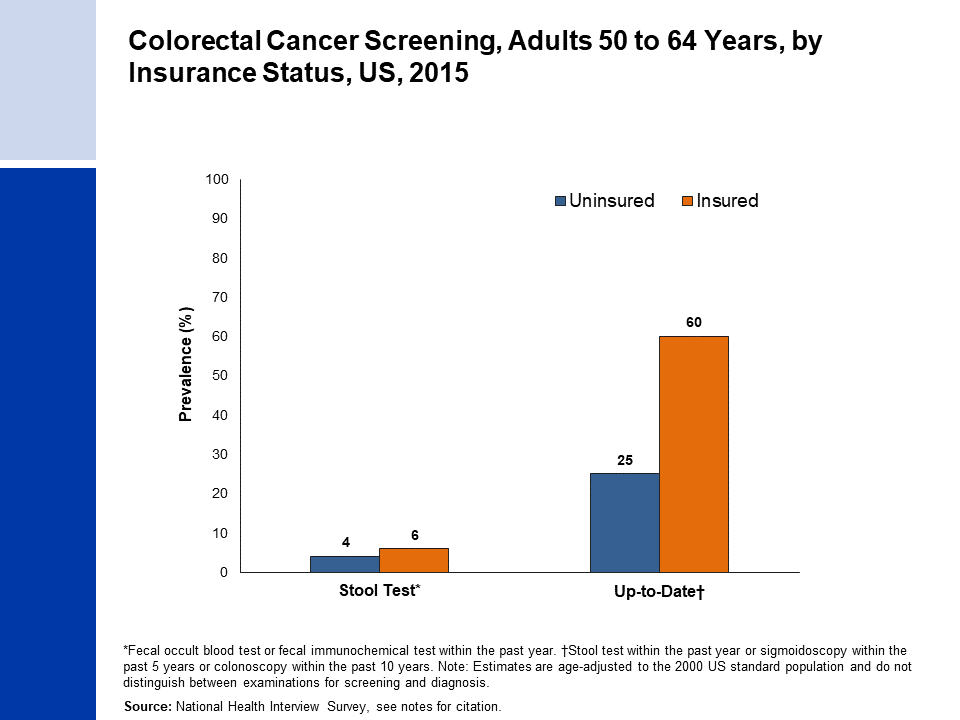 Colorectal Cancer Screening, Adults 50 to 64 Years, by
Insurance Status, US, 2015
100
90
80
70
60
50
40
30
20
10
0
Prevalence (%)
Uninsured
Insured
4
6
25
60
Stool Test*
Up-to-Date†
*Fecal occult blood test or fecal immunochemical test within the past year. †Stool test within the past year or sigmoidoscopy within the
past 5 years or colonoscopy within the past 10 years. Note: Estimates are age-adjusted to the 2000 US standard population and do not
distinguish between examinations for screening and diagnosis.
Source: National Health Interview Survey, see notes for citation.